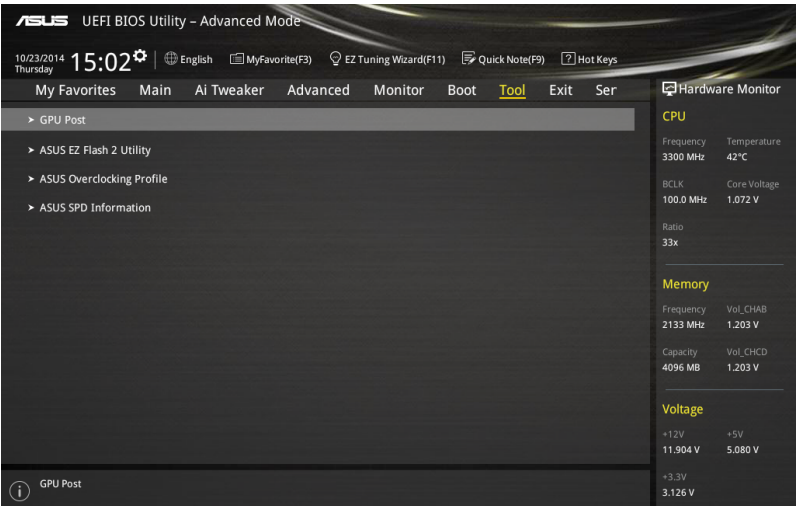 ASUS UEFI BIOS Utility – Advanced Mode
10/23/2014 Thursday 15:02 English MyFavorite(F3) EZ Tuning Wizard(F11) Quick Note(F9) ? Hot Keys
My Favorites Main Ai Tweaker Advanced Monitor Boot Tool Exit Ser
> GPU Post
> ASUS EZ Flash 2 Utility
> ASUS Overclocking Profile
> ASUS SPD Information
Hardware Monitor
CPU
Frequency Temperature
3300 MHz 42°C
BCLK Core Voltage
100.0 MHz 1.072 V
Ratio
33x
Memory
Frequency Vol_CHAB
2133 MHz 1.203 V
Capacity Vol_CHCD
4096 MB 1.203 V
Voltage
+12V +5V
11.904 V 5.080 V
+3.3V
3.126 V
i GPU Post